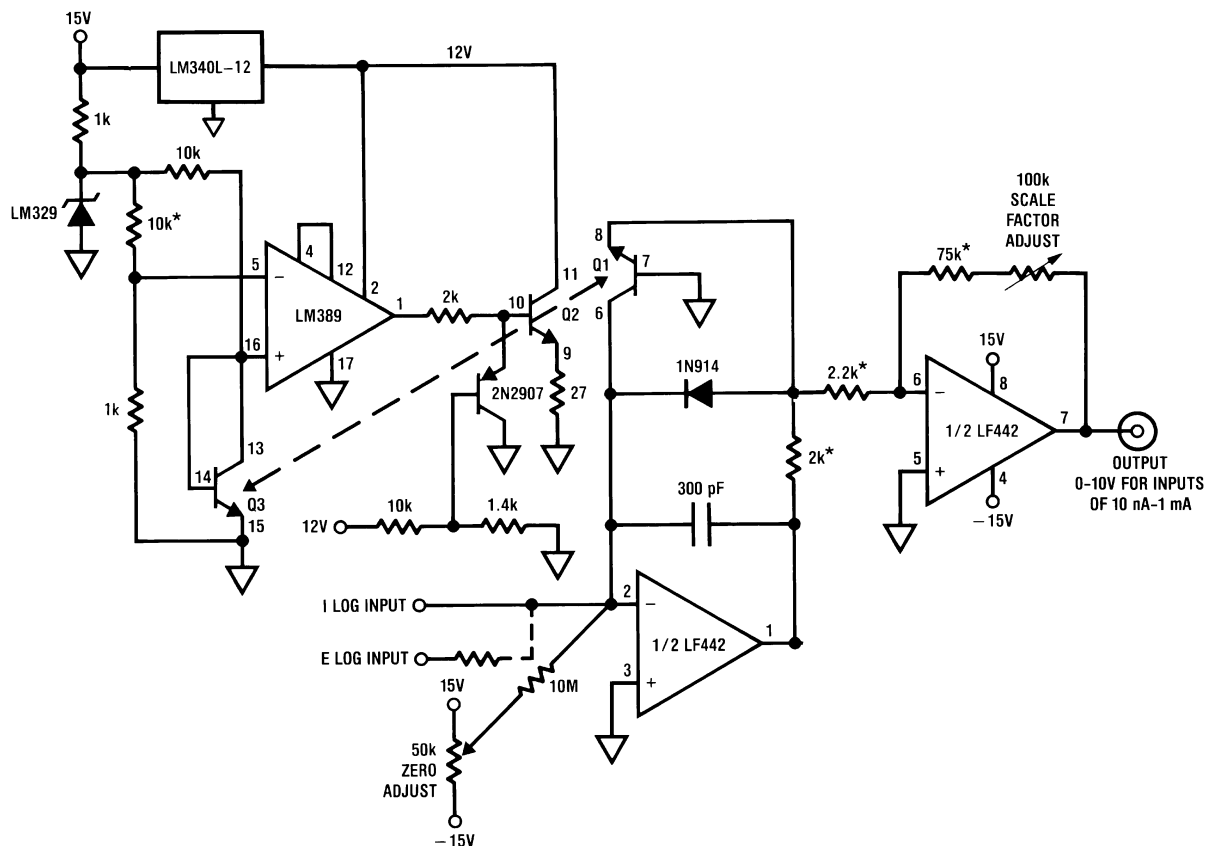 15V
LM340L-12
12V
1k
10k
LM329
10k*
5
−
4
12
2
LM389
1
2k
10
11
Q2
9
16
+
17
2N2907
27
1k
13
14
Q3
15
12V
10k
1.4k
8
Q1
7
6
1N914
2k*
300 pF
2.2k*
75k*
100k
SCALE
FACTOR
ADJUST
15V
6
−
8
1/2 LF442
7
5
+
4
−15V
OUTPUT
0-10V FOR INPUTS
OF 10 nA-1 mA
I LOG INPUT
E LOG INPUT
2
−
1/2 LF442
1
3
+
10M
15V
50k
ZERO
ADJUST
−15V